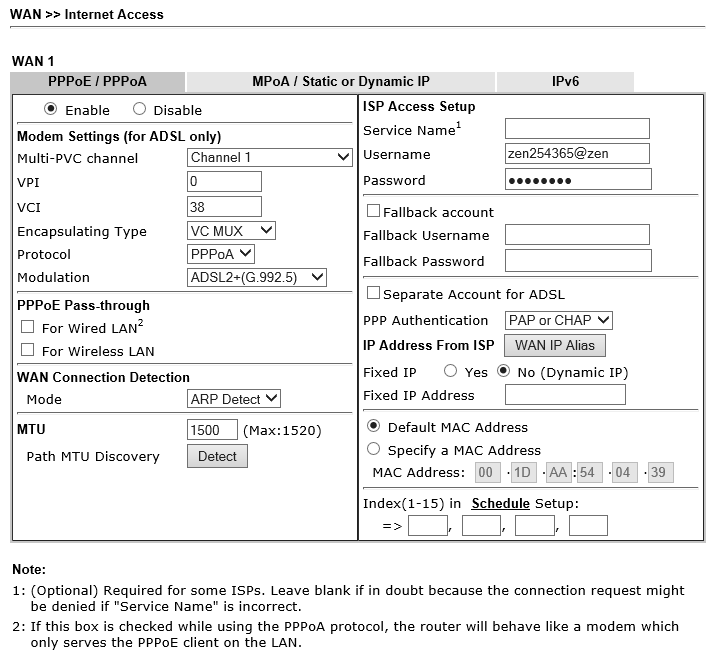 WAN >> Internet Access
WAN 1
PPPoE / PPPoA
MPoA / Static or Dynamic IP
IPv6
Enable Disable
Modem Settings (for ADSL only)
Multi-PVC channel Channel 1
VPI 0
VCI 38
Encapsulating Type VC MUX
Protocol PPPoA
Modulation ADSL2+(G.992.5)
PPPoE Pass-through
For Wired LAN2
For Wireless LAN
WAN Connection Detection
Mode ARP Detect
MTU 1500 (Max:1520)
Path MTU Discovery Detect
ISP Access Setup
Service Name1
Username zen254365@zen
Password ●●●●●●●●
Fallback account
Fallback Username
Fallback Password
Separate Account for ADSL
PPP Authentication PAP or CHAP
IP Address From ISP WAN IP Alias
Fixed IP Yes No (Dynamic IP)
Fixed IP Address
Default MAC Address
Specify a MAC Address
MAC Address: 00 · 1D · AA : 54 · 04 · 39
Index(1-15) in Schedule Setup:
=> , , ,
Note:
1: (Optional) Required for some ISPs. Leave blank if in doubt because the connection request might
be denied if "Service Name" is incorrect.
2: If this box is checked while using the PPPoA protocol, the router will behave like a modem which
only serves the PPPoE client on the LAN.